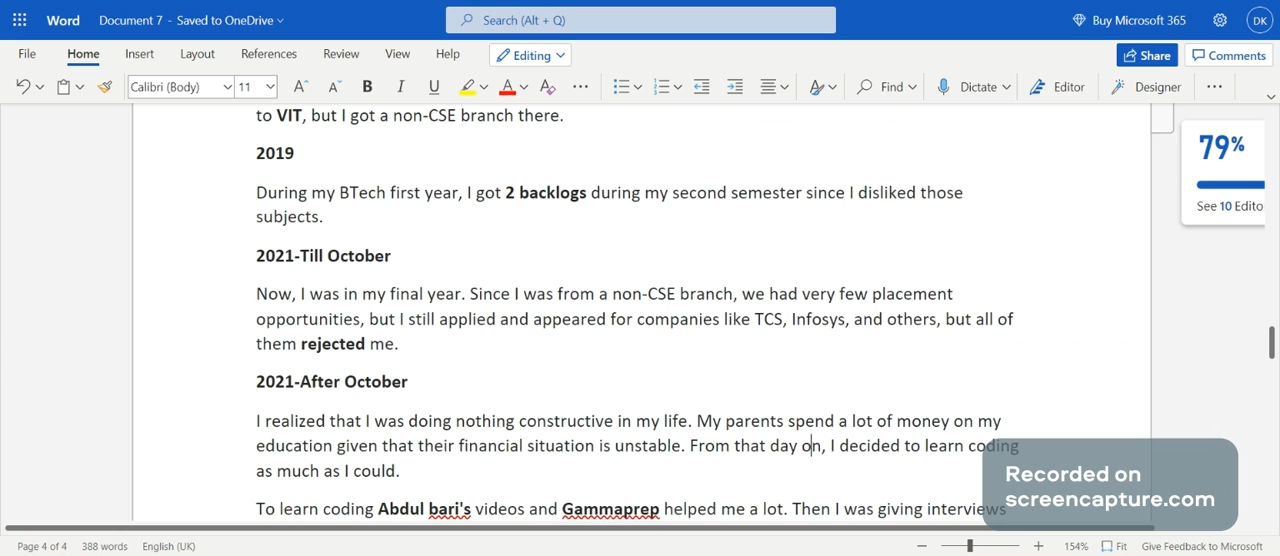 Word Document 7 - Saved to OneDrive Search (Alt + Q) Buy Microsoft 365 DK
File Home Insert Layout References Review View Help Editing Share Comments
Calibri (Body) 11 A A B I U A A Find Dictate Editor Designer
to VIT, but I got a non-CSE branch there.
79%
2019
During my BTech first year, I got 2 backlogs during my second semester since I disliked those
See 10 Edito
subjects.
2021-Till October
Now, I was in my final year. Since I was from a non-CSE branch, we had very few placement
opportunities, but I still applied and appeared for companies like TCS, Infosys, and others, but all of
them rejected me.
2021-After October
I realized that I was doing nothing constructive in my life. My parents spend a lot of money on my
education given that their financial situation is unstable. From that day on, I decided to learn coding
as much as I could.
Recorded on
screencapture.com
To learn coding Abdul bari's videos and Gammaprep helped me a lot. Then I was giving interviews
Page 4 of 4 388 words English (UK) 154% Fit Give Feedback to Microsoft